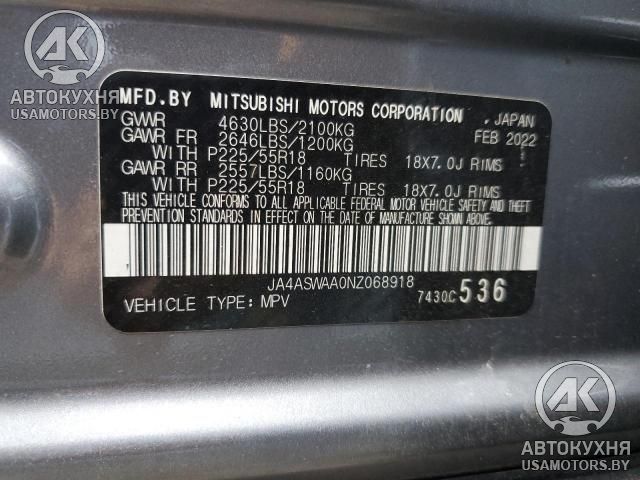 АК
АВТОКУХНЯ
USAMOTORS.BY
MFD.BY MITSUBISHI MOTORS CORPORATION , JAPAN
GVWR 4630LBS/2100KG FEB 2022
GAWR FR 2646LBS/1200KG
WITH P225/55R18 TIRES 18X7.0J RIMS
GAWR RR 2557LBS/1160KG
WITH P225/55R18 TIRES 18X7.0J RIMS
THIS VEHICLE CONFORMS TO ALL APPLICABLE FEDERAL MOTOR VEHICLE SAFETY AND THEFT
PREVENTION STANDARDS IN EFFECT ON THE DATE OF MANUFACTURE SHOWN ABOVE.
JA4ASWAA0NZ068918
VEHICLE TYPE: MPV 7430C 536
АК
АВТОКУХНЯ
USAMOTORS.BY